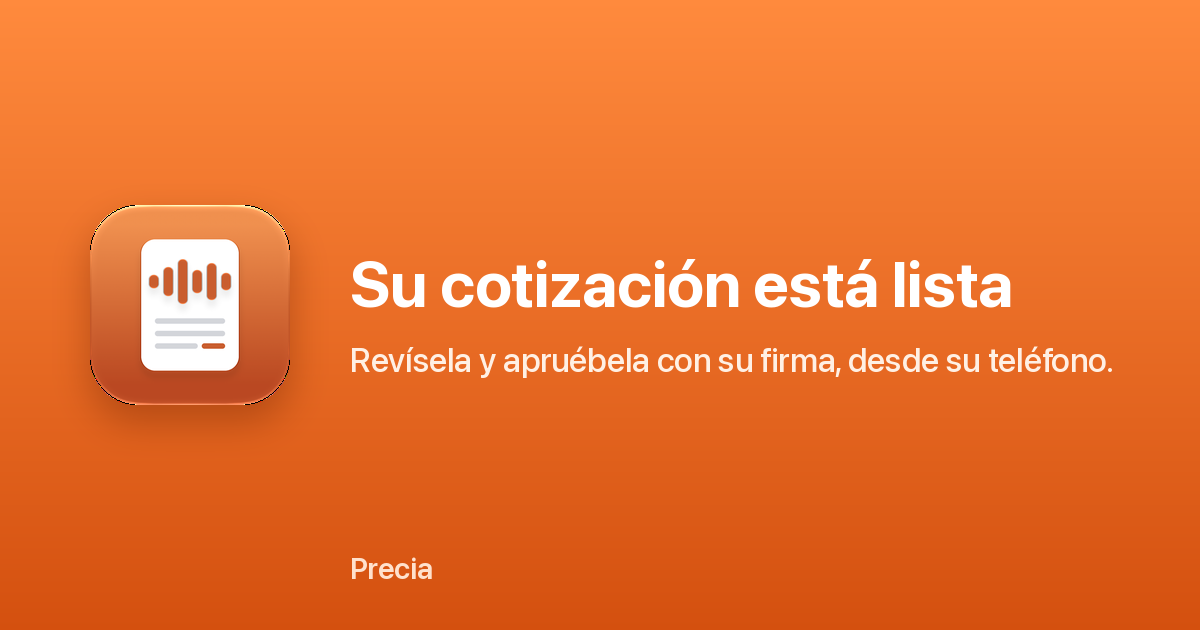 Su cotización está lista
Revísela y apruébela con su firma, desde su teléfono.
Precia